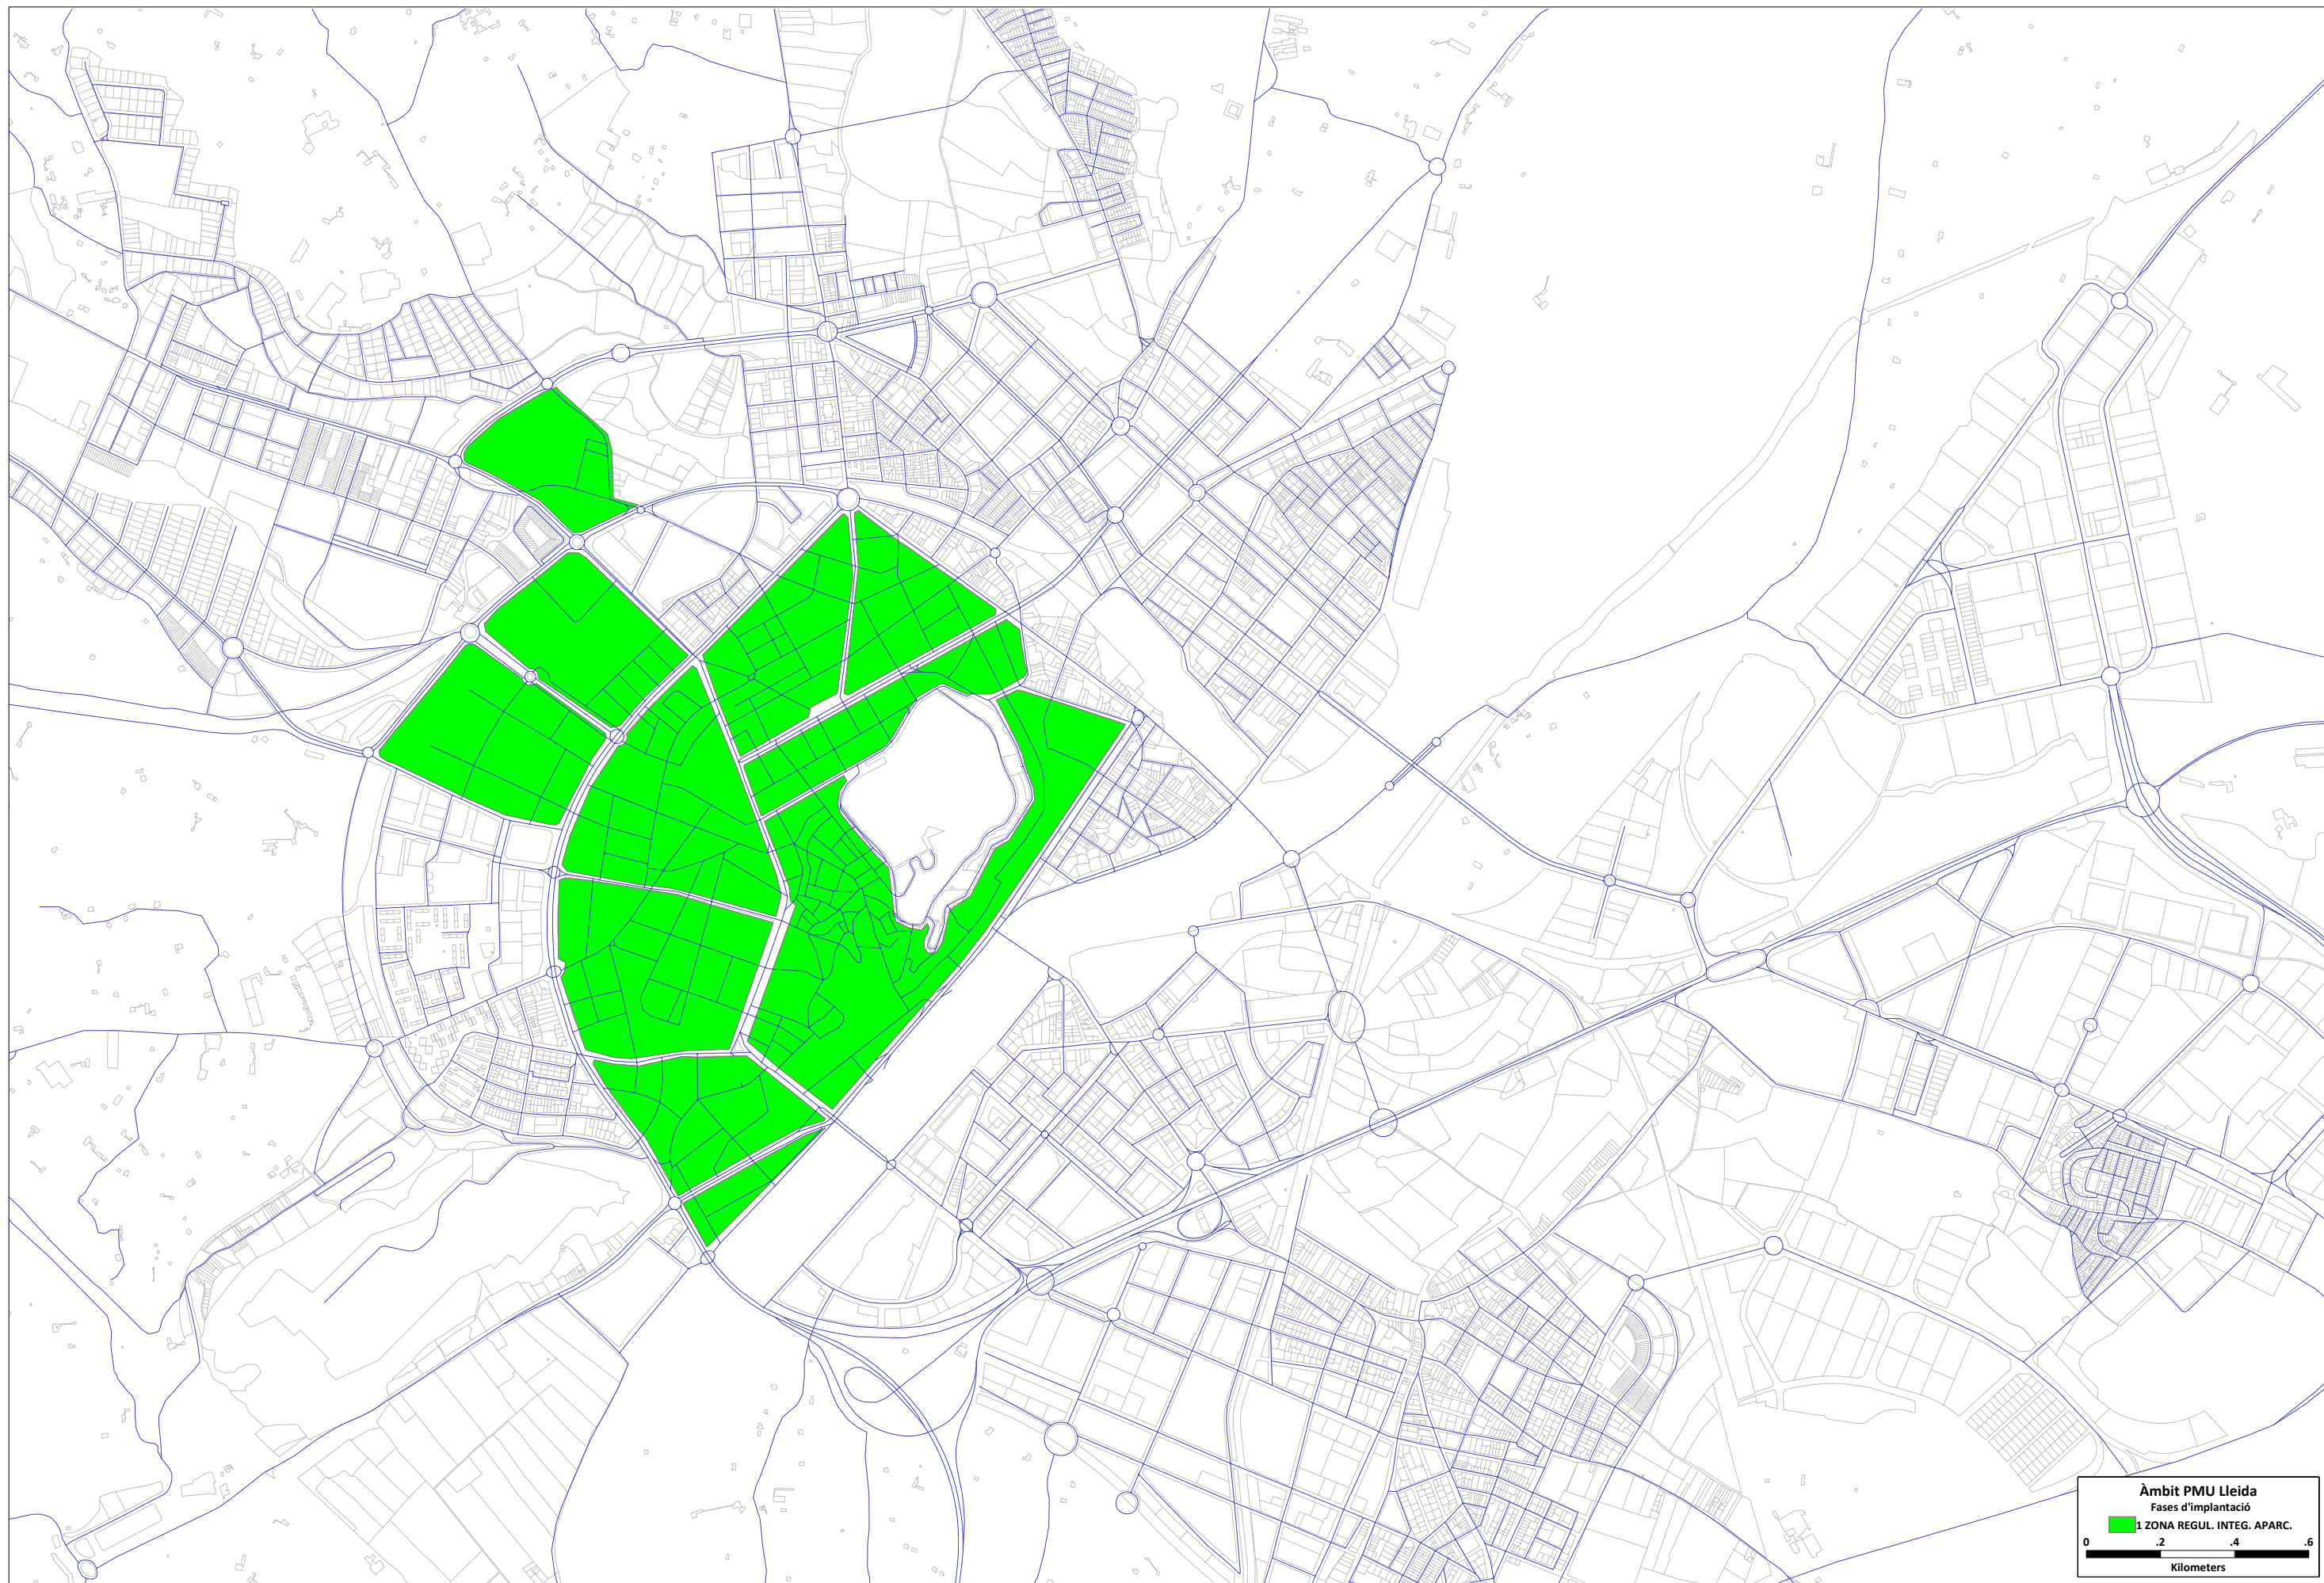 Àmbit PMU Lleida
Fases d'implantació
1 ZONA REGUL. INTEG. APARC.
0 .2 .4 .6
Kilometers